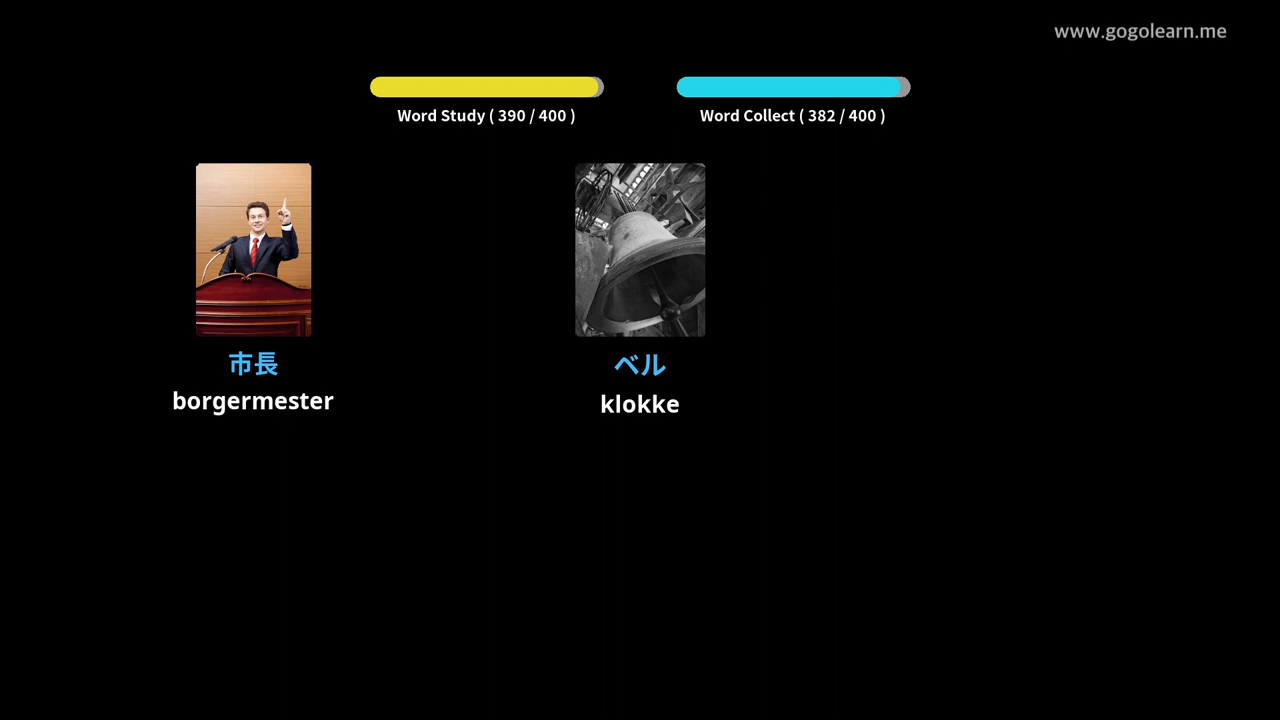 www.gogolearn.me
Word Study ( 390 / 400 )
Word Collect ( 382 / 400 )
市長
borgermester
ベル
klokke